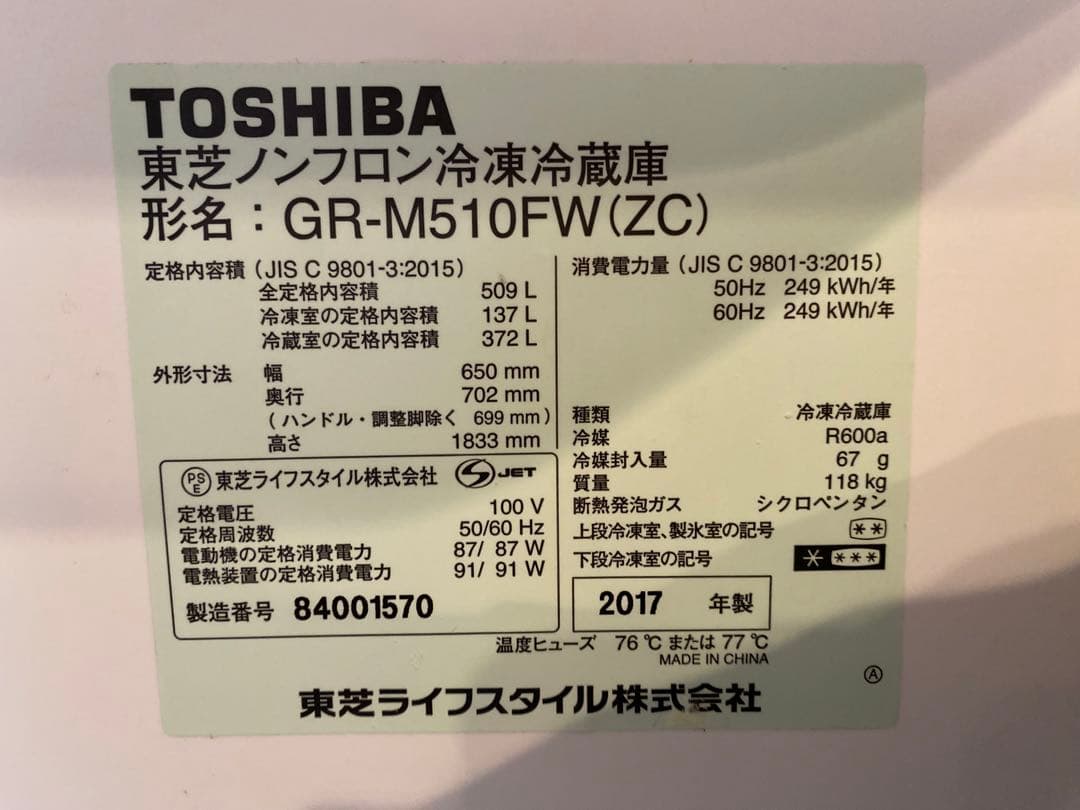 TOSHIBA
東芝ノンフロン冷凍冷蔵庫
形名：GR-M510FW(ZC)
定格内容積（JIS C 9801-3:2015）
全定格内容積 509 L
冷凍室の定格内容積 137 L
冷蔵室の定格内容積 372 L
外形寸法 幅 650 mm
奥行 702 mm
（ハンドル・調整脚除く 699 mm）
高さ 1833 mm
PSE 東芝ライフスタイル株式会社 S JET
定格電圧 100 V
定格周波数 50/60 Hz
電動機の定格消費電力 87/ 87 W
電熱装置の定格消費電力 91/ 91 W
製造番号 84001570
消費電力量（JIS C 9801-3:2015）
50Hz 249 kWh/年
60Hz 249 kWh/年
種類 冷凍冷蔵庫
冷媒 R600a
冷媒封入量 67 g
質量 118 kg
断熱発泡ガス シクロペンタン
上段冷凍室、製氷室の記号 **
下段冷凍室の記号 * ***
2017 年製
温度ヒューズ 76 ℃ または 77 ℃
MADE IN CHINA
Ⓐ
東芝ライフスタイル株式会社